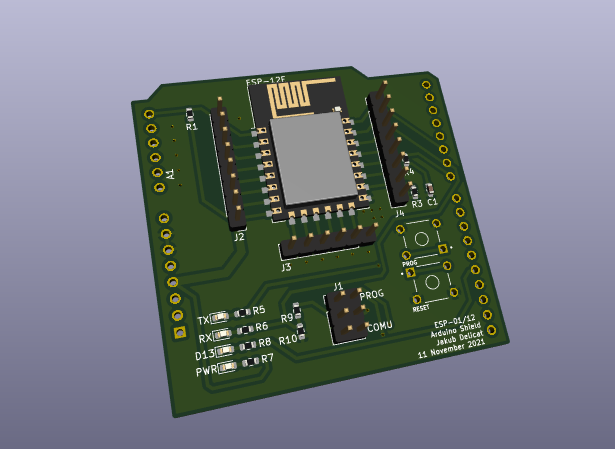 ESP-12F
R1
A1
J2
J3
J4
R4
R3
C1
PROG
RESET
J1
PROG
COMU
TX
R5
RX
R6
D13
R8
PWR
R7
R9
R10
ESP-01/12
Arduino Shield
Jakub Delicat
11 November 2021